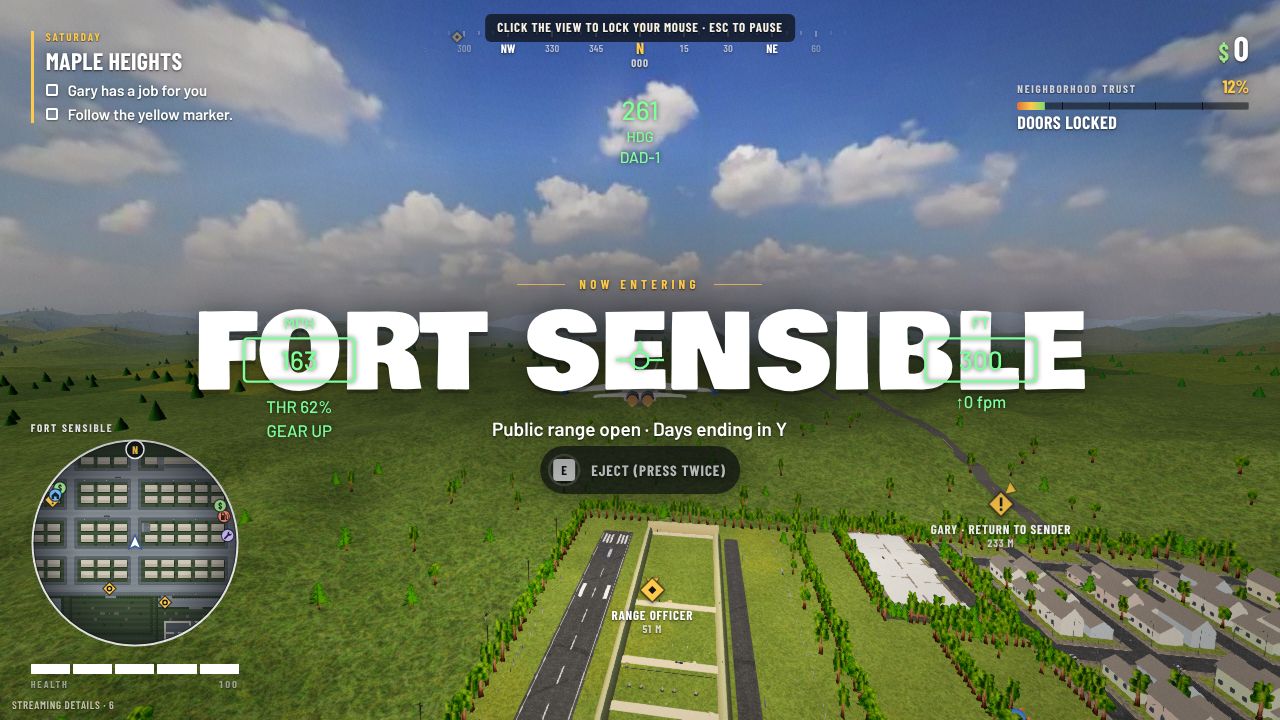 CLICK THE VIEW TO LOCK YOUR MOUSE · ESC TO PAUSE
SATURDAY
MAPLE HEIGHTS
Gary has a job for you
Follow the yellow marker.
300 NW 330 345 N 15 30 NE 60
000
$ 0
NEIGHBORHOOD TRUST 12%
DOORS LOCKED
261
HDG
DAD-1
NOW ENTERING
FORT SENSIBLE
MPH
163
THR 62%
GEAR UP
FT
300
↑0 fpm
Public range open · Days ending in Y
E EJECT (PRESS TWICE)
GARY · RETURN TO SENDER
233 M
RANGE OFFICER
51 M
FORT SENSIBLE
N
$
$
HEALTH 100
STREAMING DETAILS · 6